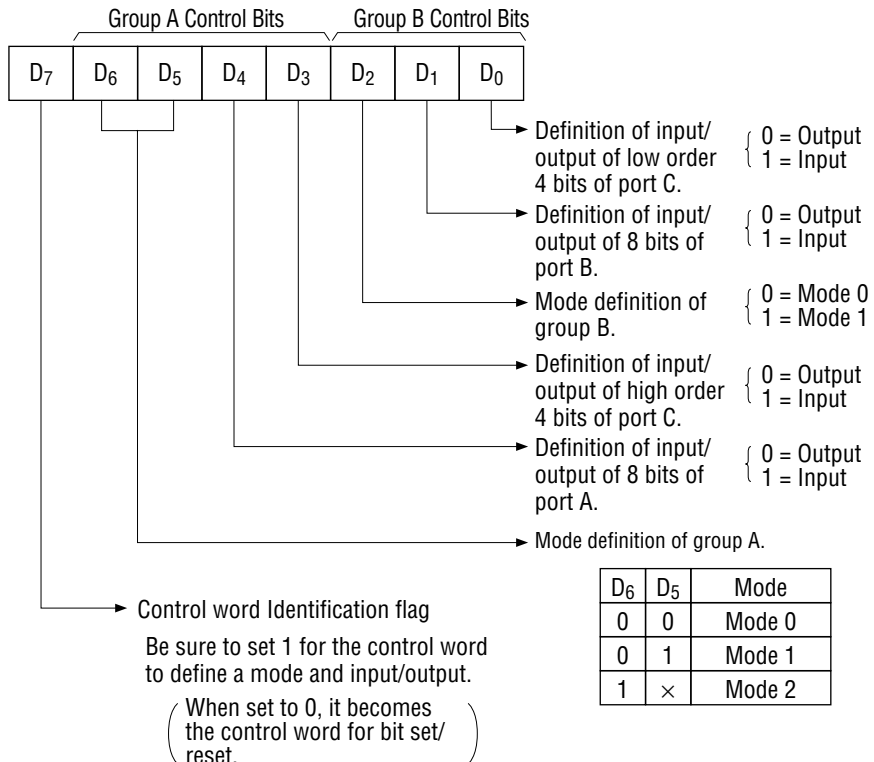 Group A Control Bits Group B Control Bits
D₇ D₆ D₅ D₄ D₃ D₂ D₁ D₀
Definition of input/
output of low order
4 bits of port C.
0 = Output
1 = Input
Definition of input/
output of 8 bits of
port B.
0 = Output
1 = Input
Mode definition of
group B.
0 = Mode 0
1 = Mode 1
Definition of input/
output of high order
4 bits of port C.
0 = Output
1 = Input
Definition of input/
output of 8 bits of
port A.
0 = Output
1 = Input
Mode definition of group A.
D₆ D₅ Mode
0 0 Mode 0
0 1 Mode 1
1 × Mode 2
Control word Identification flag
Be sure to set 1 for the control word
to define a mode and input/output.
When set to 0, it becomes
the control word for bit set/
reset.